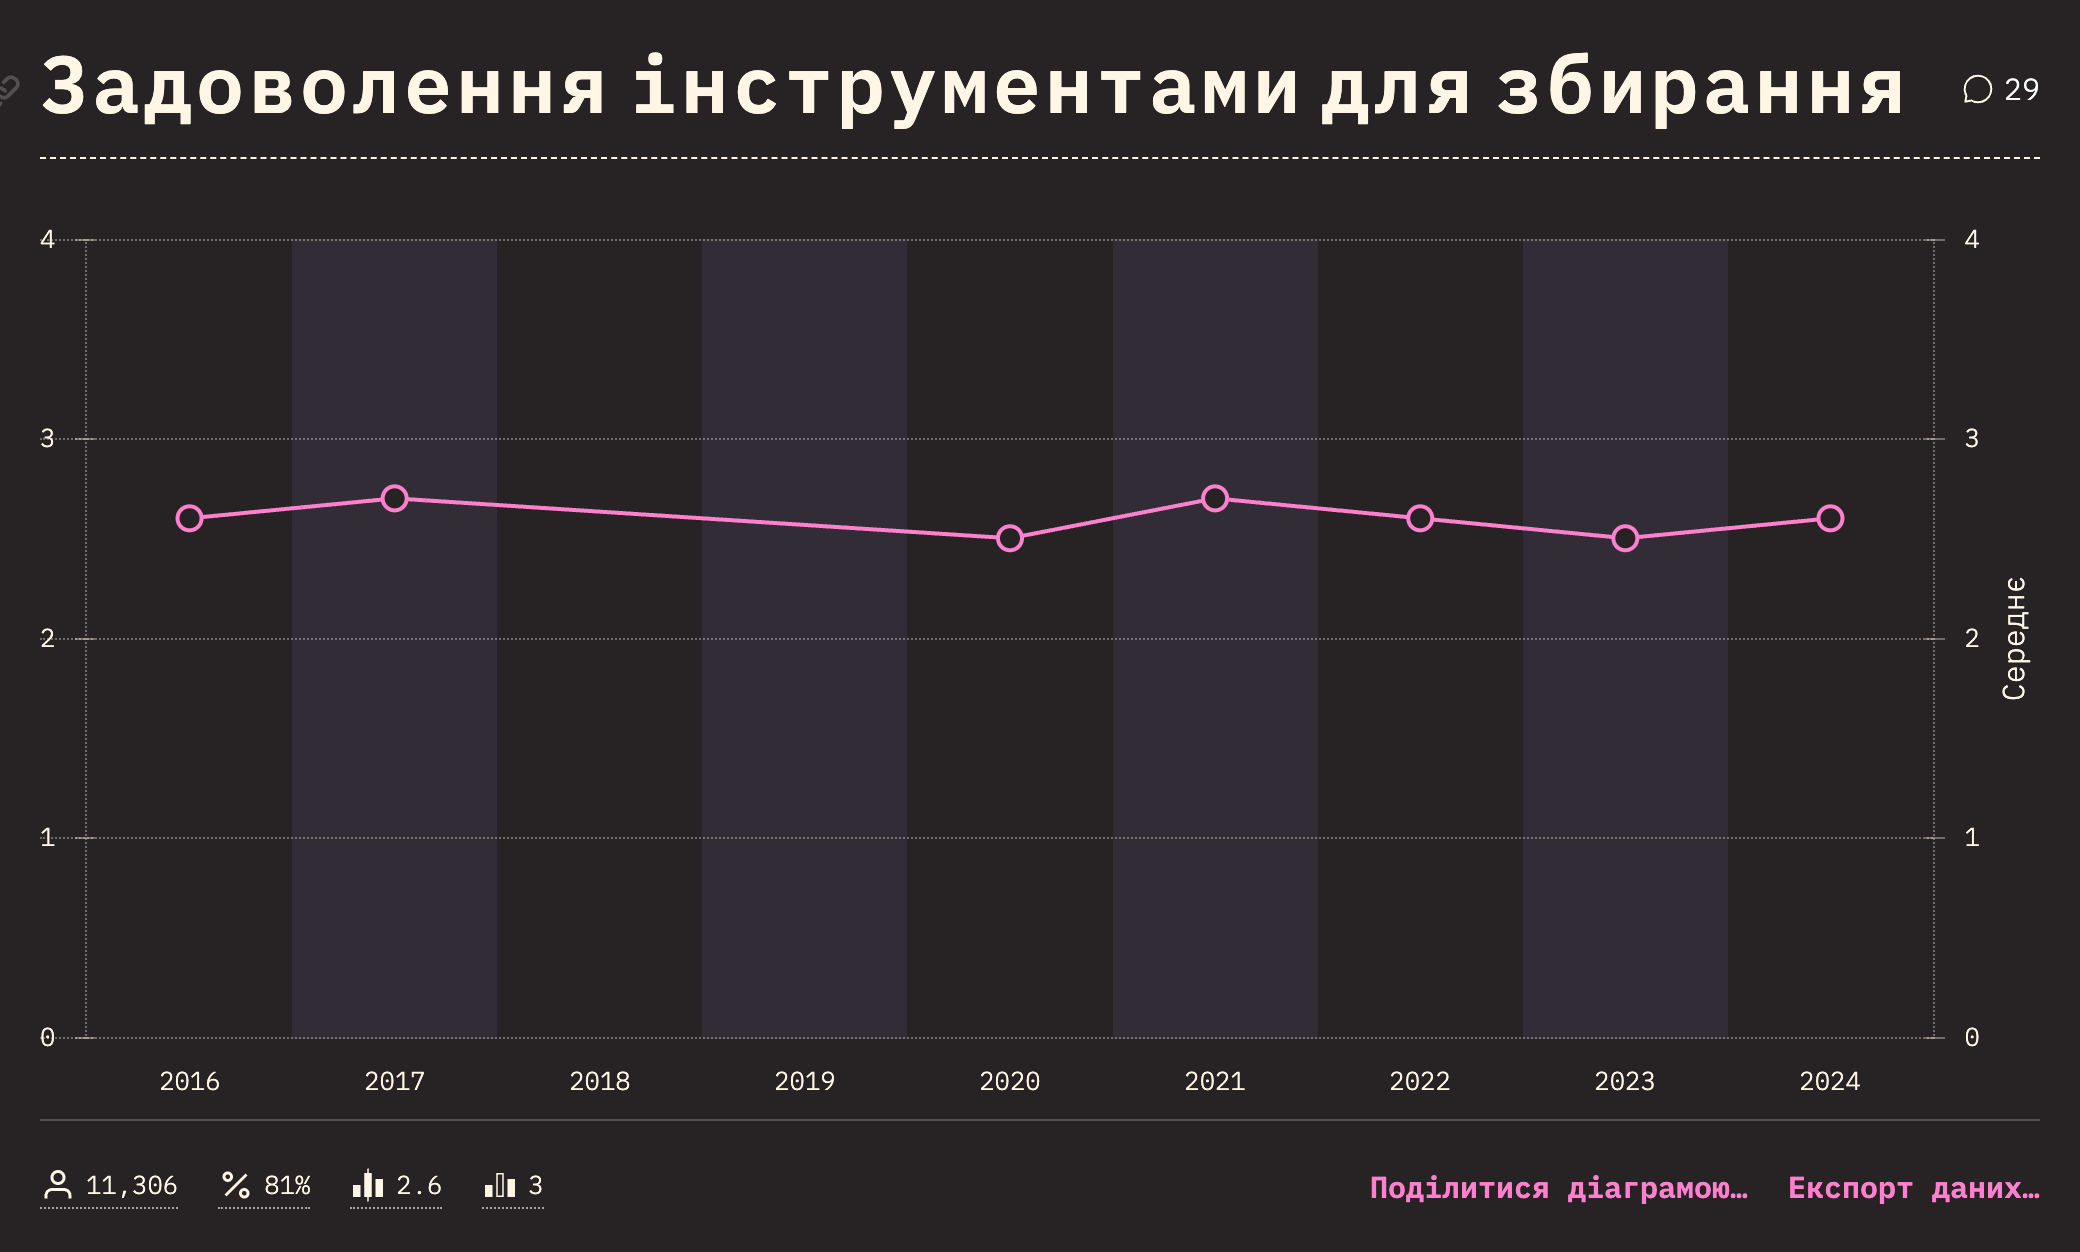 Задоволення інструментами для збирання 29
4 4
3 3
2 2
1 1
0 0
Середнє
2016 2017 2018 2019 2020 2021 2022 2023 2024
11,306 81% 2.6 3 Поділитися діаграмою… Експорт даних…